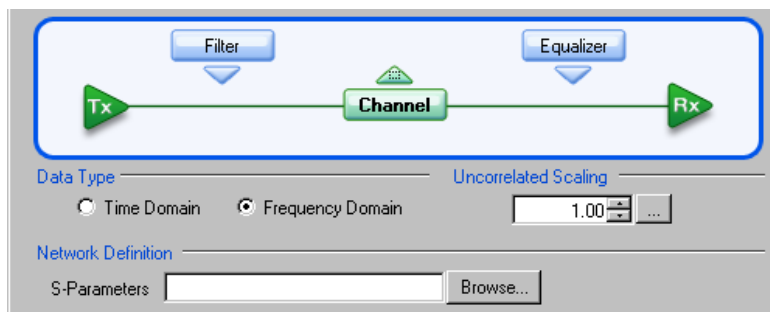 Filter
Equalizer
Tx
Channel
Rx
Data Type
Uncorrelated Scaling
Time Domain
Frequency Domain
1.00
...
Network Definition
S-Parameters
Browse...